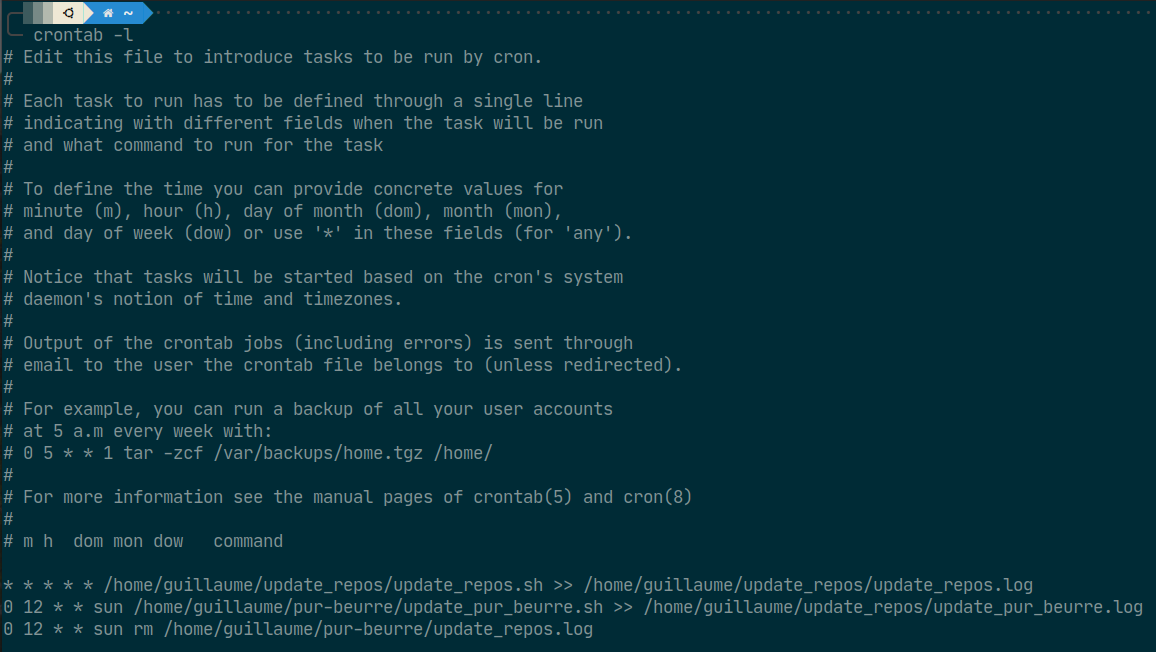 ~
crontab -l
# Edit this file to introduce tasks to be run by cron.
#
# Each task to run has to be defined through a single line
# indicating with different fields when the task will be run
# and what command to run for the task
#
# To define the time you can provide concrete values for
# minute (m), hour (h), day of month (dom), month (mon),
# and day of week (dow) or use '*' in these fields (for 'any').
#
# Notice that tasks will be started based on the cron's system
# daemon's notion of time and timezones.
#
# Output of the crontab jobs (including errors) is sent through
# email to the user the crontab file belongs to (unless redirected).
#
# For example, you can run a backup of all your user accounts
# at 5 a.m every week with:
# 0 5 * * 1 tar -zcf /var/backups/home.tgz /home/
#
# For more information see the manual pages of crontab(5) and cron(8)
#
# m h  dom mon dow   command
* * * * * /home/guillaume/update_repos/update_repos.sh >> /home/guillaume/update_repos/update_repos.log
0 12 * * sun /home/guillaume/pur-beurre/update_pur_beurre.sh >> /home/guillaume/update_repos/update_pur_beurre.log
0 12 * * sun rm /home/guillaume/pur-beurre/update_repos.log